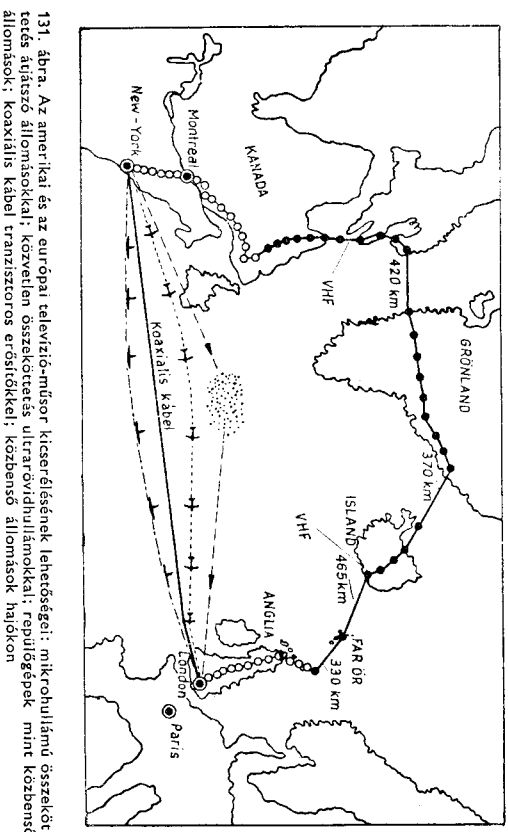 GRÖNLAND
420 km
370 km
VHF
ISLAND
VHF
465km
FAR ÖR
330 km
KANADA
ANGLIA
Montreal
London
Koaxiális kábel
Paris
New-York
131. ábra. Az amerikai és az európai televízió-műsor kicserélésének lehetőségei: mikrohullámú összeköt
tetés átjátszó állomásokkal; közvetlen összeköttetés ultrarövidhullámokkal; repülőgépek mint közbenső
állomások; koaxiális kábel tranzisztoros erősítőkkel; közbenső állomások hajókon